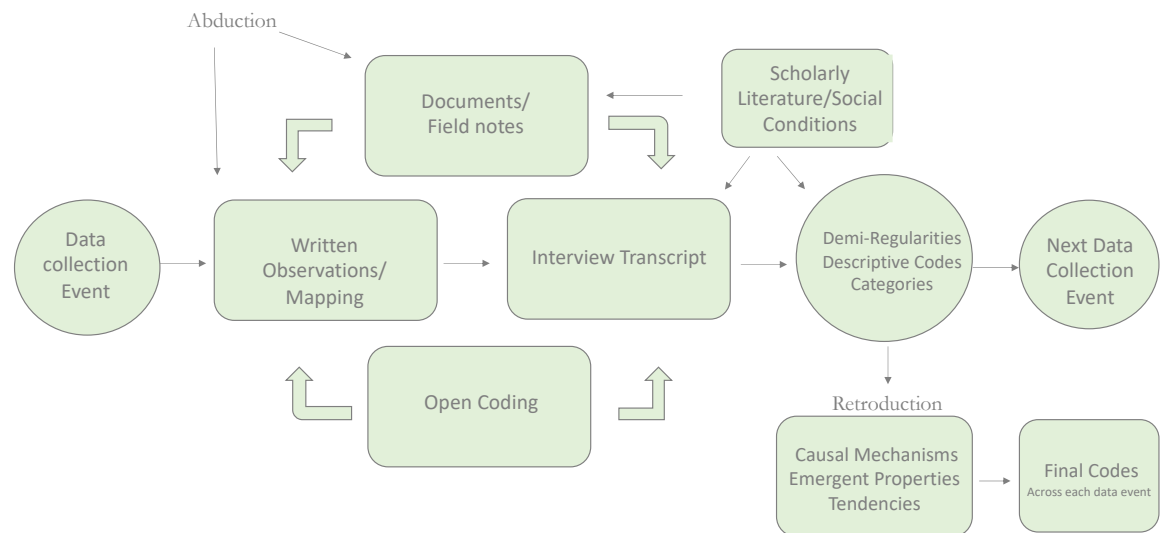 Abduction
Documents/
Field notes
Scholarly
Literature/Social
Conditions
Data
collection
Event
Written
Observations/
Mapping
Interview Transcript
Demi-Regularities
Descriptive Codes
Categories
Next Data
Collection
Event
Open Coding
Retroduction
Causal Mechanisms
Emergent Properties
Tendencies
Final Codes
Across each data event